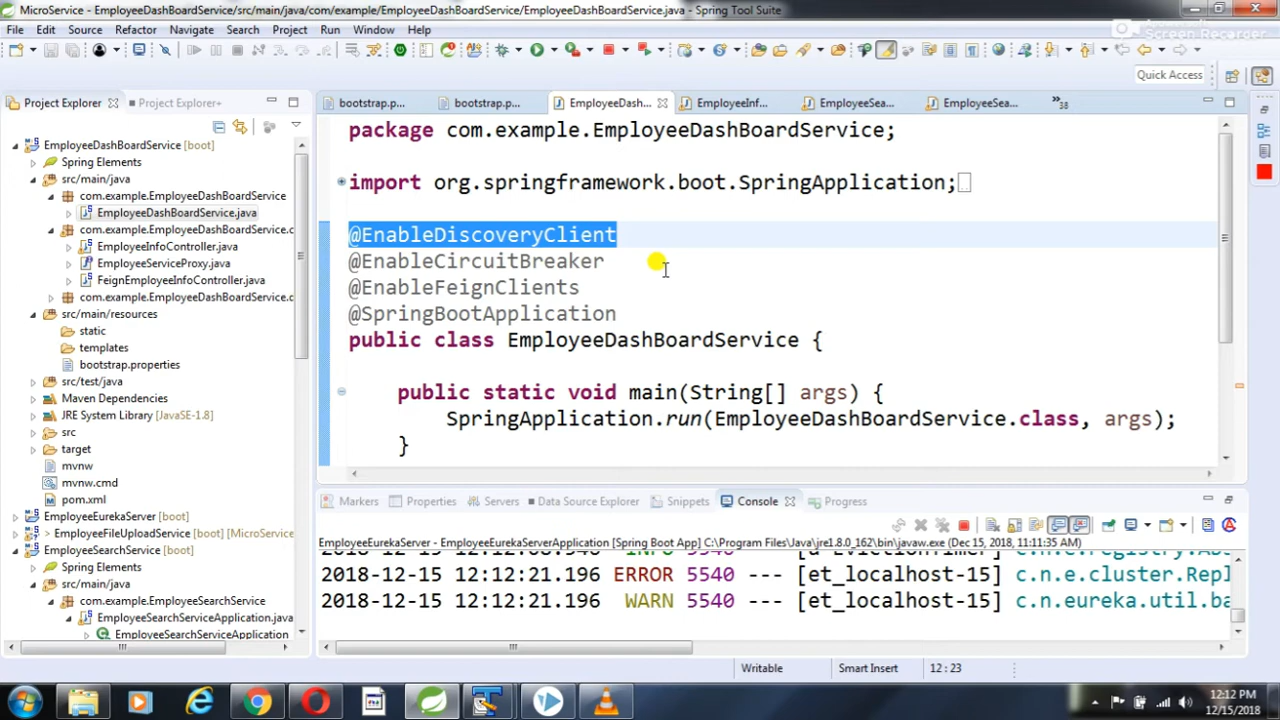 MicroService - EmployeeDashBoardService/src/main/java/com/example/EmployeeDashBoardService/EmployeeDashBoardService.java - Spring Tool Suite
Screen Recorder
File Edit Source Refactor Navigate Search Project Run Window Help
Quick Access
Project Explorer Project Explorer+
bootstrap.p... bootstrap.p... EmployeeDash... EmployeeInf... EmployeeSea... EmployeeSea... »38
EmployeeDashBoardService [boot]
Spring Elements
src/main/java
com.example.EmployeeDashBoardService
EmployeeDashBoardService.java
com.example.EmployeeDashBoardService.c
EmployeeInfoController.java
EmployeeServiceProxy.java
FeignEmployeeInfoController.java
com.example.EmployeeDashBoardService.c
src/main/resources
static
templates
bootstrap.properties
src/test/java
Maven Dependencies
JRE System Library [JavaSE-1.8]
src
target
mvnw
mvnw.cmd
pom.xml
EmployeeEurekaServer [boot]
> EmployeeFileUploadService [MicroService
EmployeeSearchService [boot]
Spring Elements
src/main/java
com.example.EmployeeSearchService
EmployeeSearchServiceApplication.java
EmployeeSearchServiceApplication
package com.example.EmployeeDashBoardService;
import org.springframework.boot.SpringApplication;
@EnableDiscoveryClient
@EnableCircuitBreaker
@EnableFeignClients
@SpringBootApplication
public class EmployeeDashBoardService {
public static void main(String[] args) {
SpringApplication.run(EmployeeDashBoardService.class, args);
}
Markers Properties Servers Data Source Explorer Snippets Console Progress
EmployeeEurekaServer - EmployeeEurekaServerApplication [Spring Boot App] C:\Program Files\Java\jre1.8.0_162\bin\javaw.exe (Dec 15, 2018, 11:11:35 AM)
2018-12-15 12:12:21.196 ERROR 5540 --- [et_localhost-15] c.n.e.cluster.Repl
2018-12-15 12:12:21.196 WARN 5540 --- [et_localhost-15] c.n.eureka.util.ba
Writable Smart Insert 12 : 23
12:12 PM
12/15/2018